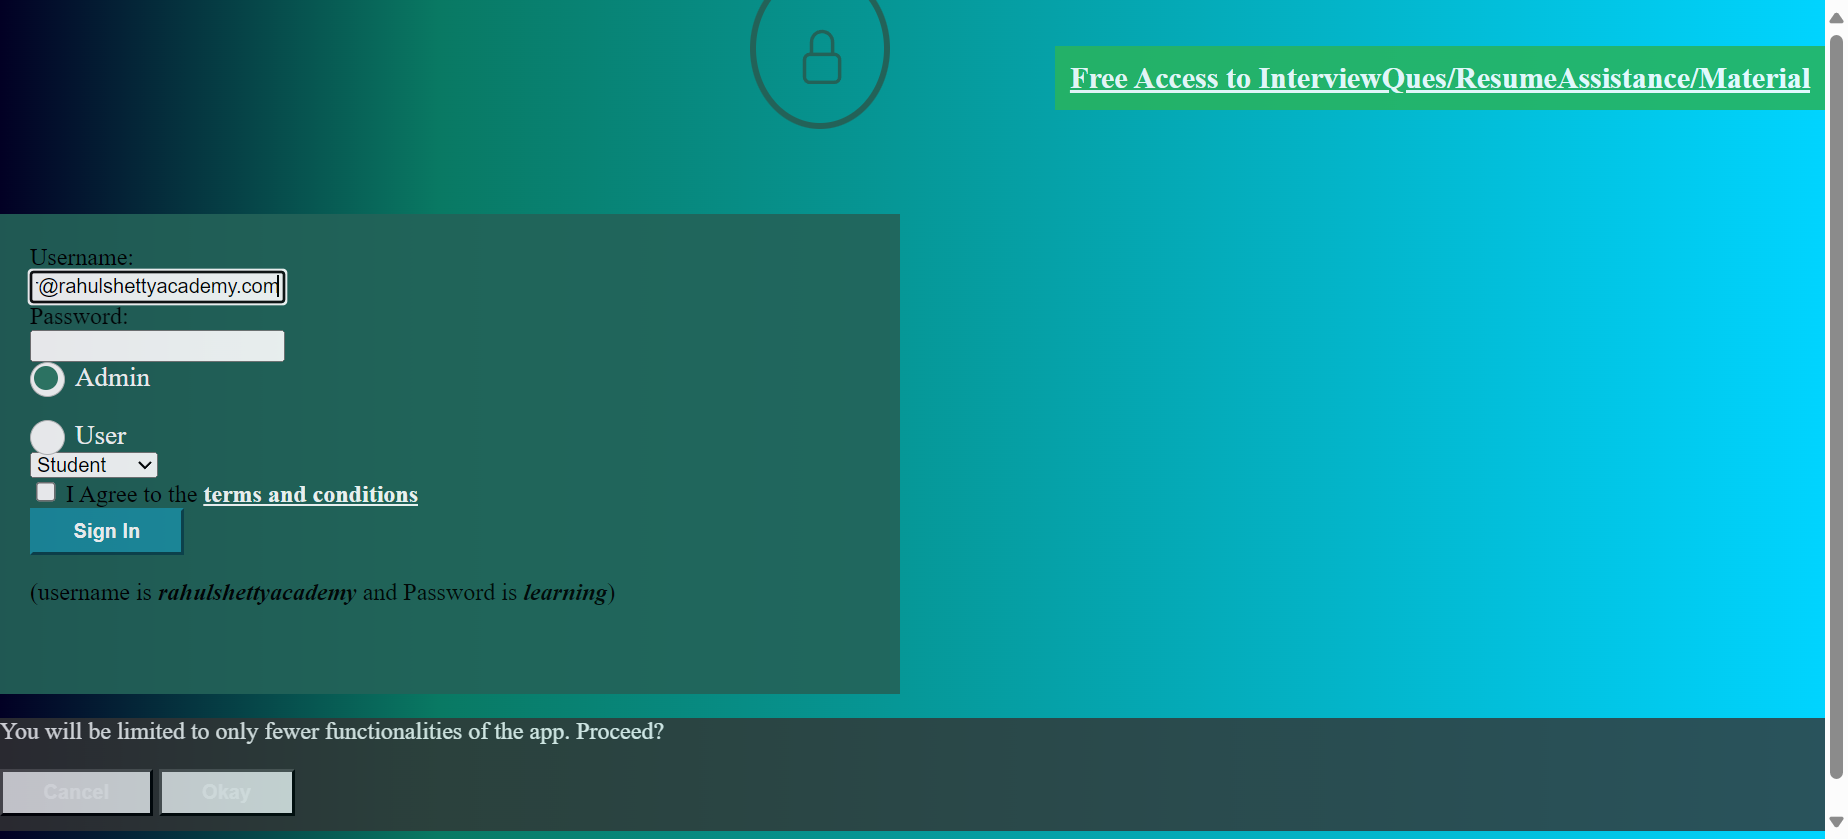 Free Access to InterviewQues/ResumeAssistance/Material
Username:
@rahulshettyacademy.com
Password:
Admin
User
Student
I Agree to the terms and conditions
Sign In
(username is rahulshettyacademy and Password is learning)
You will be limited to only fewer functionalities of the app. Proceed?
Cancel Okay